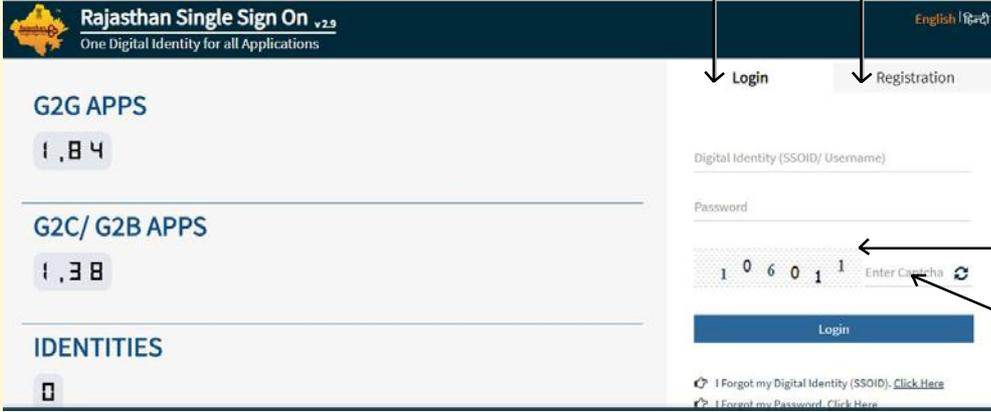 Rajasthan Single Sign On v2.9
One Digital Identity for all Applications
English | हिन्दी
Login
Registration
G2G APPS
1,84
Digital Identity (SSOID/ Username)
Password
G2C/ G2B APPS
1,38
1 0 6 0 1 1
Enter Captcha
Login
IDENTITIES
0
I Forgot my Digital Identity (SSOID). Click Here
I Forgot my Password. Click Here